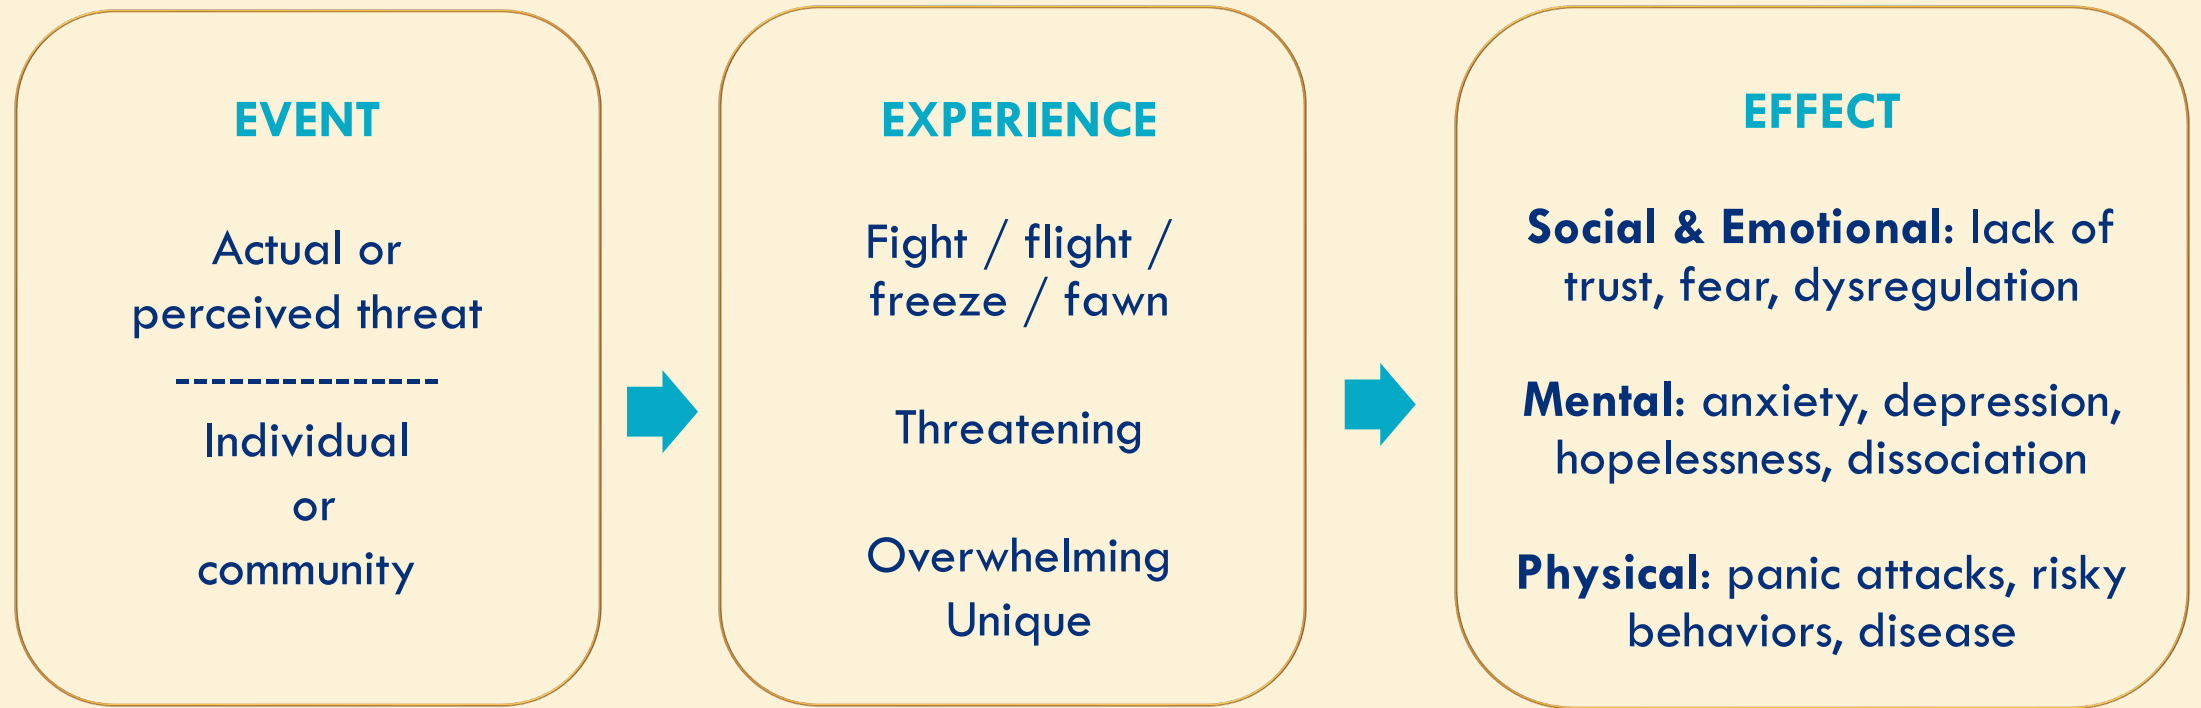 EVENT
Actual or
perceived threat
---------------
Individual
or
community
EXPERIENCE
Fight / flight /
freeze / fawn
Threatening
Overwhelming
Unique
EFFECT
Social & Emotional: lack of
trust, fear, dysregulation
Mental: anxiety, depression,
hopelessness, dissociation
Physical: panic attacks, risky
behaviors, disease